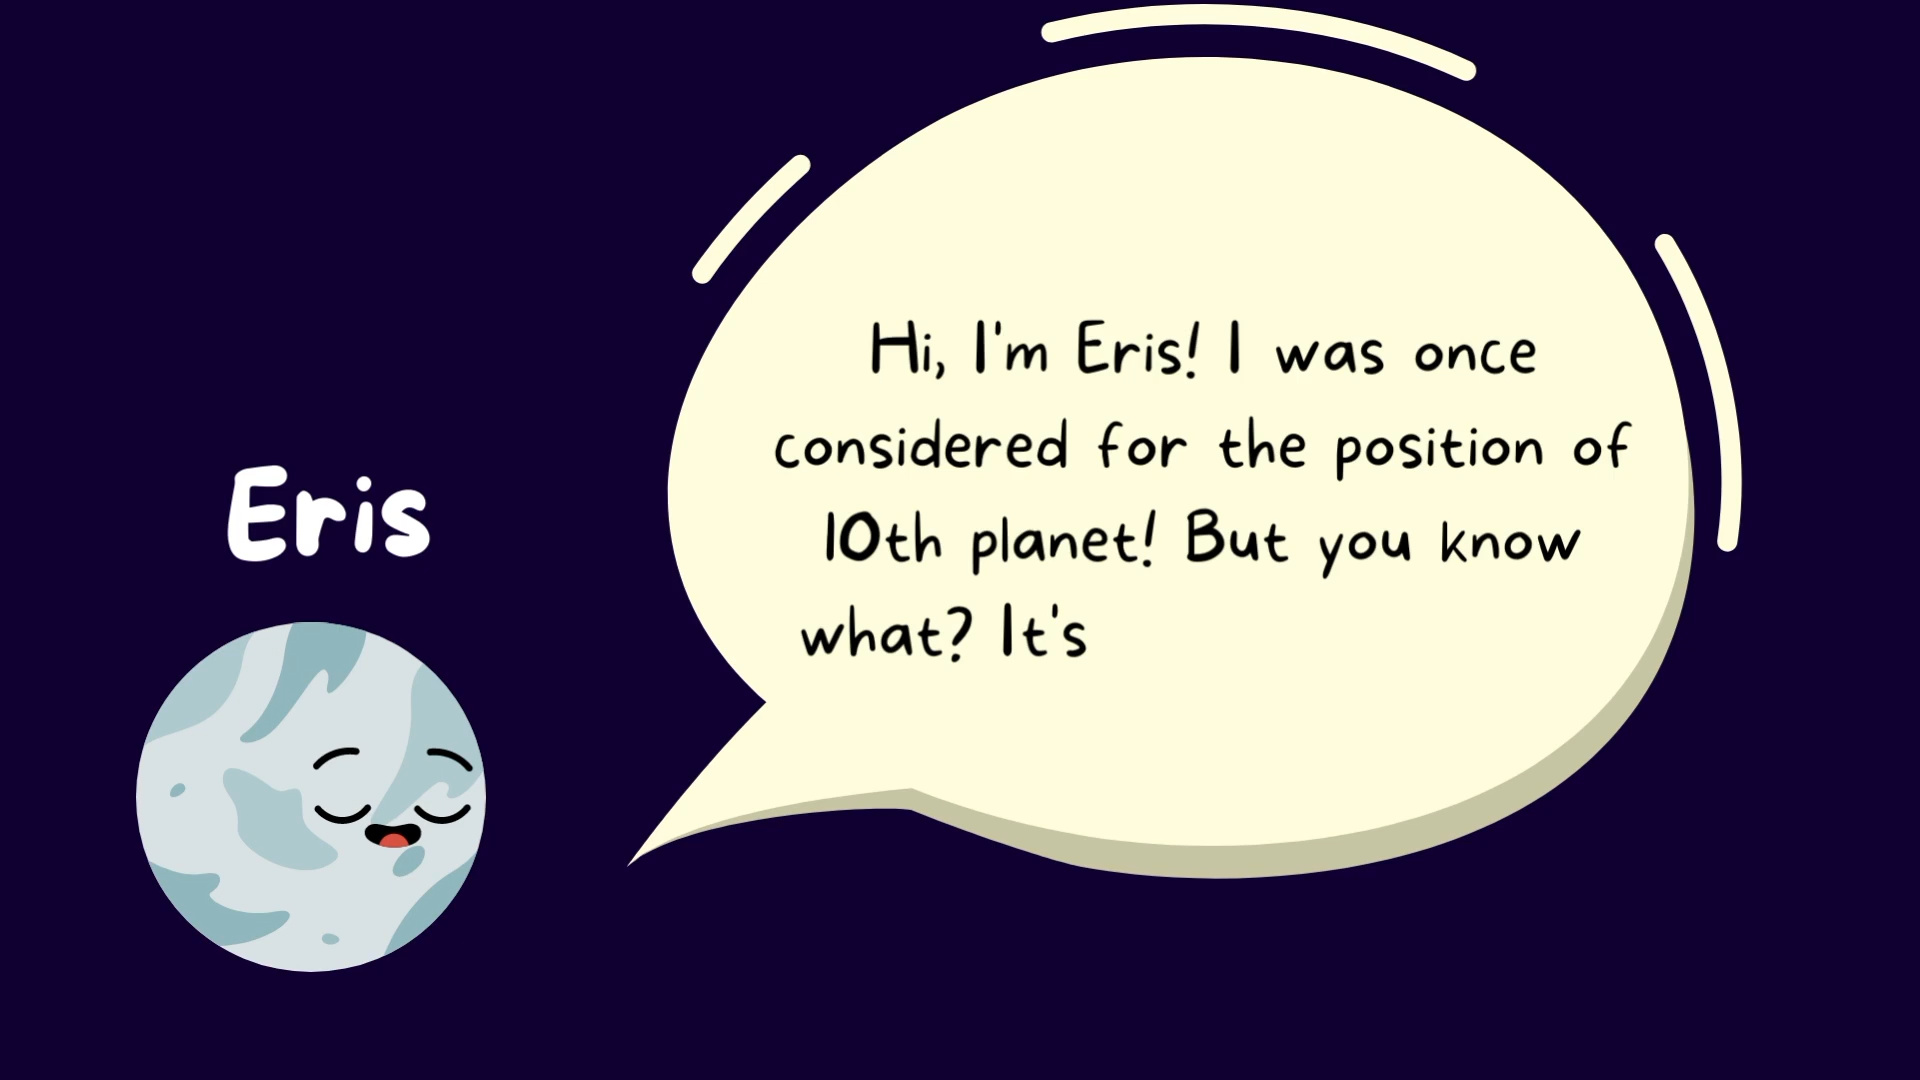 Eris
Hi, I'm Eris! I was once
considered for the position of
10th planet! But you know
what? It's